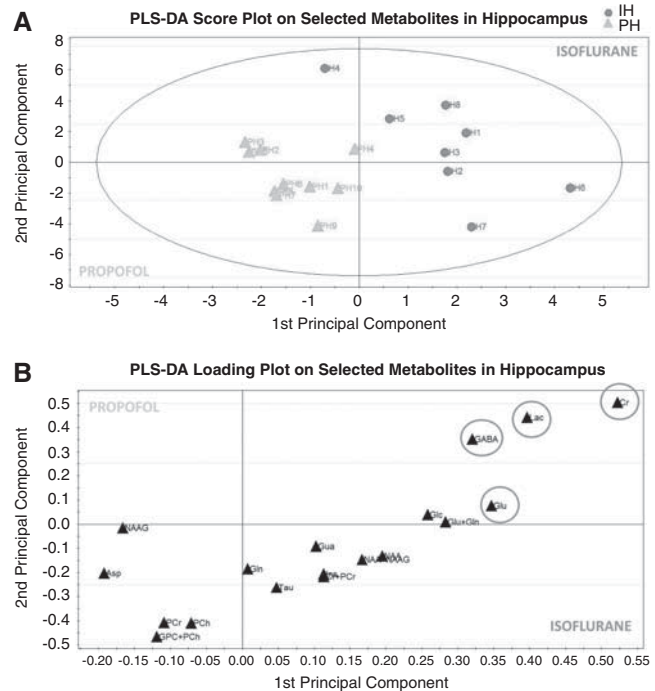 A
PLS-DA Score Plot on Selected Metabolites in Hippocampus
IH
PH
ISOFLURANE
PROPOFOL
2nd Principal Component
8
6
4
2
0
-2
-4
-6
-8
H4
H8
H5
H1
H3
H2
H6
H7
PH3
PH2
PH4
PH6
PH1
PH10
PH9
-5 -4 -3 -2 -1 0 1 2 3 4 5
1st Principal Component
B
PLS-DA Loading Plot on Selected Metabolites in Hippocampus
PROPOFOL
ISOFLURANE
2nd Principal Component
0.5
0.4
0.3
0.2
0.1
0.0
-0.1
-0.2
-0.3
-0.4
-0.5
Cr
Lac
GABA
Glu
Glc
Glu+Gln
NAAG
Gua
NAA
Asp
Gln
Tau
PCr
PCh
GPC+PCh
-0.20 -0.15 -0.10 -0.05 0.00 0.05 0.10 0.15 0.20 0.25 0.30 0.35 0.40 0.45 0.50 0.55
1st Principal Component